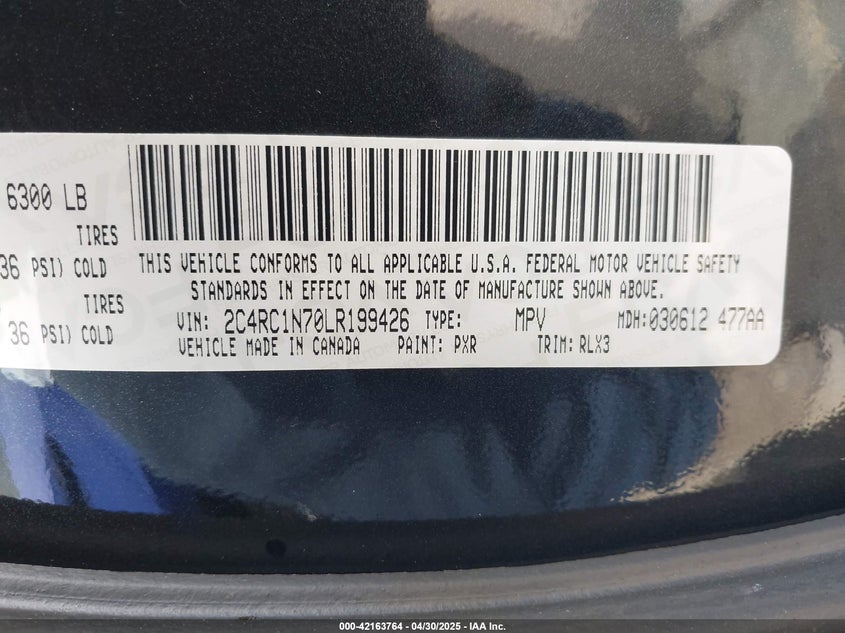 6300 LB
TIRES
36 PSI) COLD
TIRES
36 PSI) COLD
THIS VEHICLE CONFORMS TO ALL APPLICABLE U.S.A. FEDERAL MOTOR VEHICLE SAFETY
STANDARDS IN EFFECT ON THE DATE OF MANUFACTURE SHOWN ABOVE.
VIN: 2C4RC1N70LR199426 TYPE: MPV MDH:030612 477AA
VEHICLE MADE IN CANADA PAINT: PXR TRIM: RLX3
000-42163764 - 04/30/2025 - IAA Inc.